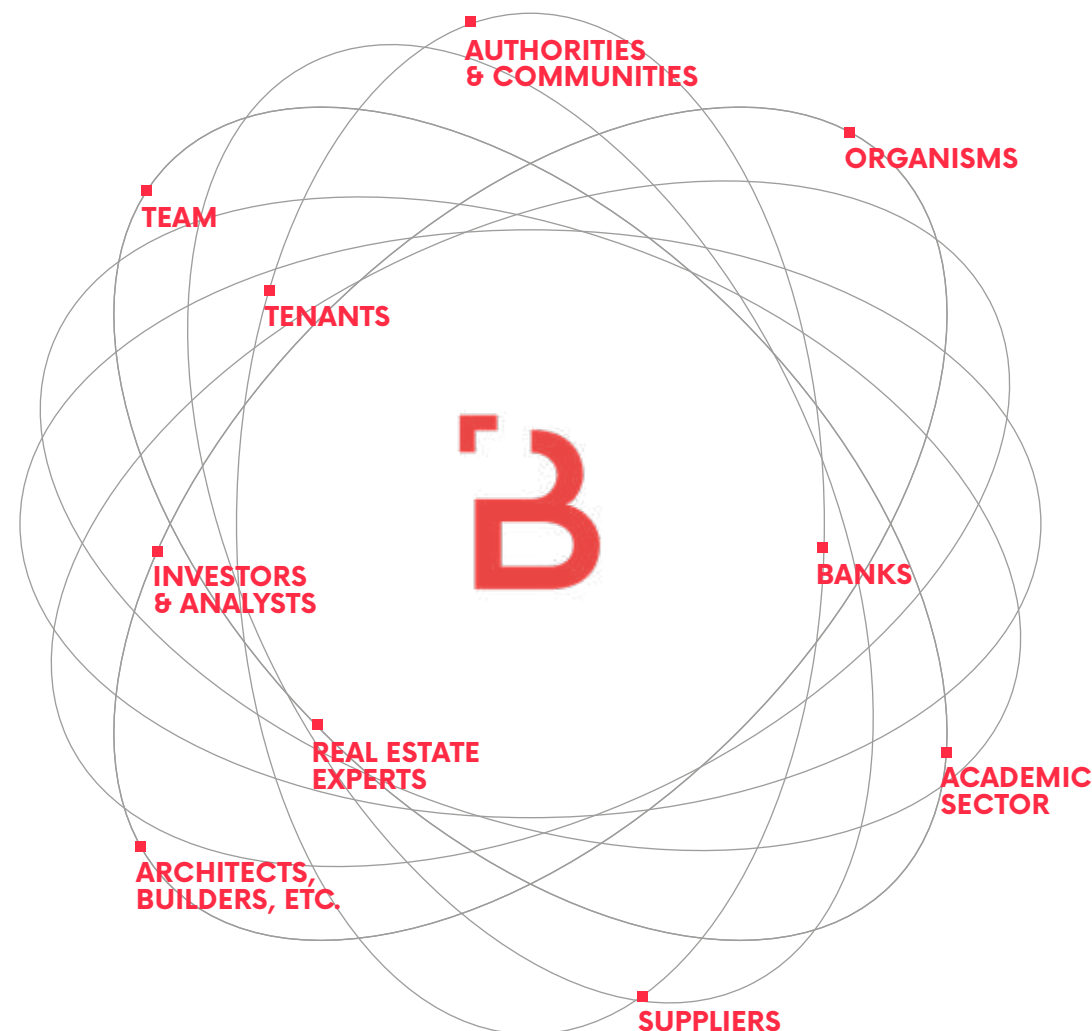 AUTHORITIES
& COMMUNITIES
ORGANISMS
TEAM
TENANTS
B
INVESTORS
& ANALYSTS
BANKS
REAL ESTATE
EXPERTS
ACADEMIC
SECTOR
ARCHITECTS,
BUILDERS, ETC.
SUPPLIERS